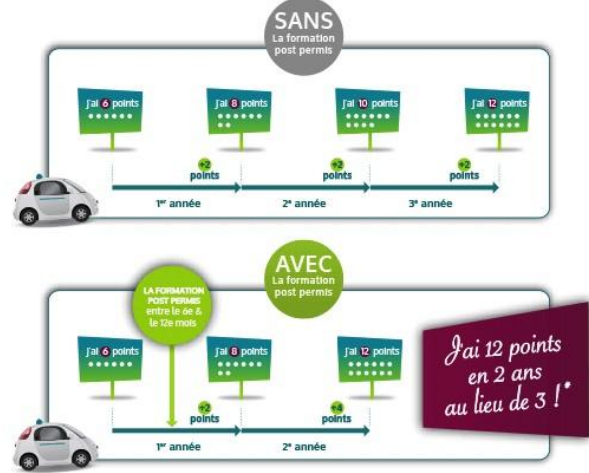 SANS
La formation
post permis
J'ai 6 points
J'ai 8 points
J'ai 10 points
J'ai 12 points
+2
points
+2
points
+2
points
1er année
2e année
3e année
AVEC
La formation
post permis
LA FORMATION
POST PERMIS
entre le 6e &
le 12e mois
J'ai 6 points
J'ai 8 points
J'ai 12 points
J'ai 12 points
en 2 ans
au lieu de 3 !*
+2
points
+4
points
1er année
2e année